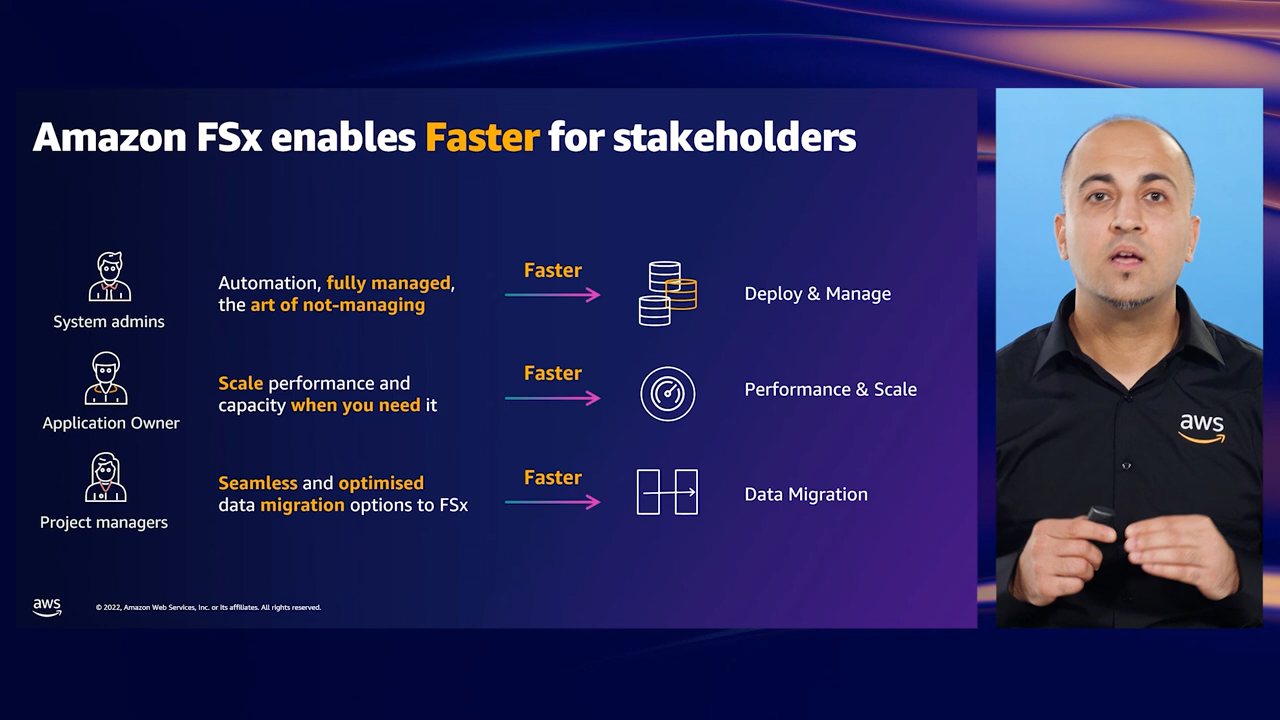 Amazon FSx enables Faster for stakeholders
System admins
Automation, fully managed,
the art of not-managing
Faster
Deploy & Manage
Application Owner
Scale performance and
capacity when you need it
Faster
Performance & Scale
Project managers
Seamless and optimised
data migration options to FSx
Faster
Data Migration
aws
© 2022, Amazon Web Services, Inc. or its affiliates. All rights reserved.
aws